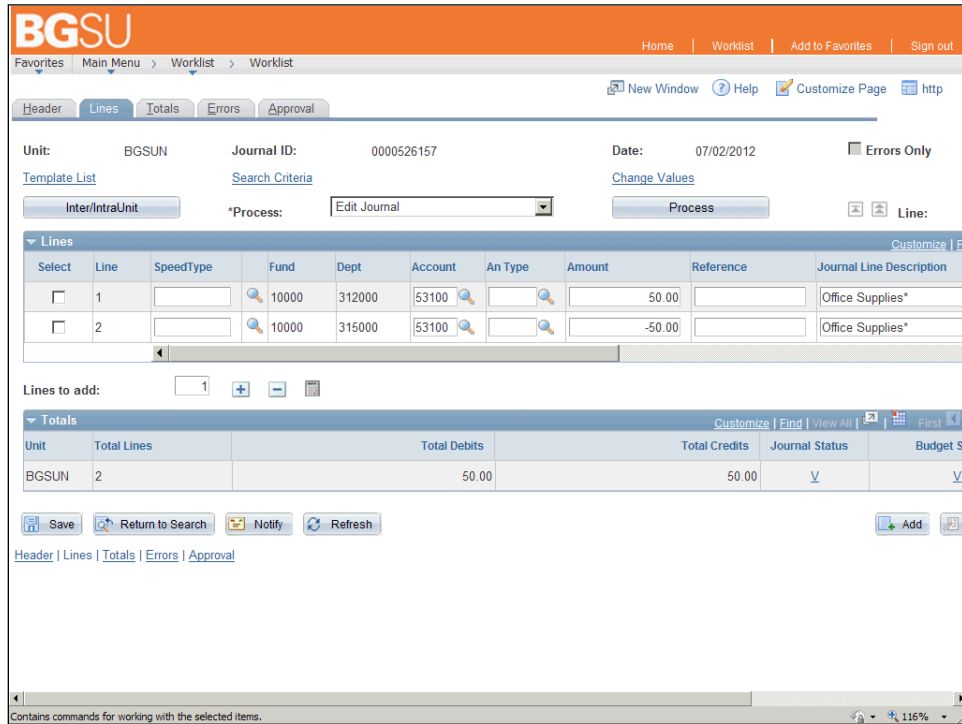 BGSU
Home | Worklist | Add to Favorites | Sign out
Favorites Main Menu > Worklist > Worklist
New Window ? Help Customize Page http
Header Lines Totals Errors Approval
Unit: BGSUN Journal ID: 0000526157 Date: 07/02/2012 Errors Only
Template List Search Criteria Change Values
Inter/IntraUnit *Process: Edit Journal Process Line:
Lines Customize |
Select Line SpeedType Fund Dept Account An Type Amount Reference Journal Line Description
1 10000 312000 53100 50.00 Office Supplies*
2 10000 315000 53100 -50.00 Office Supplies*
Lines to add: 1
Totals Customize | Find | View All | | First
Unit Total Lines Total Debits Total Credits Journal Status Budget S
BGSUN 2 50.00 50.00 V V
Save Return to Search Notify Refresh Add
Header | Lines | Totals | Errors | Approval
Contains commands for working with the selected items. 116%